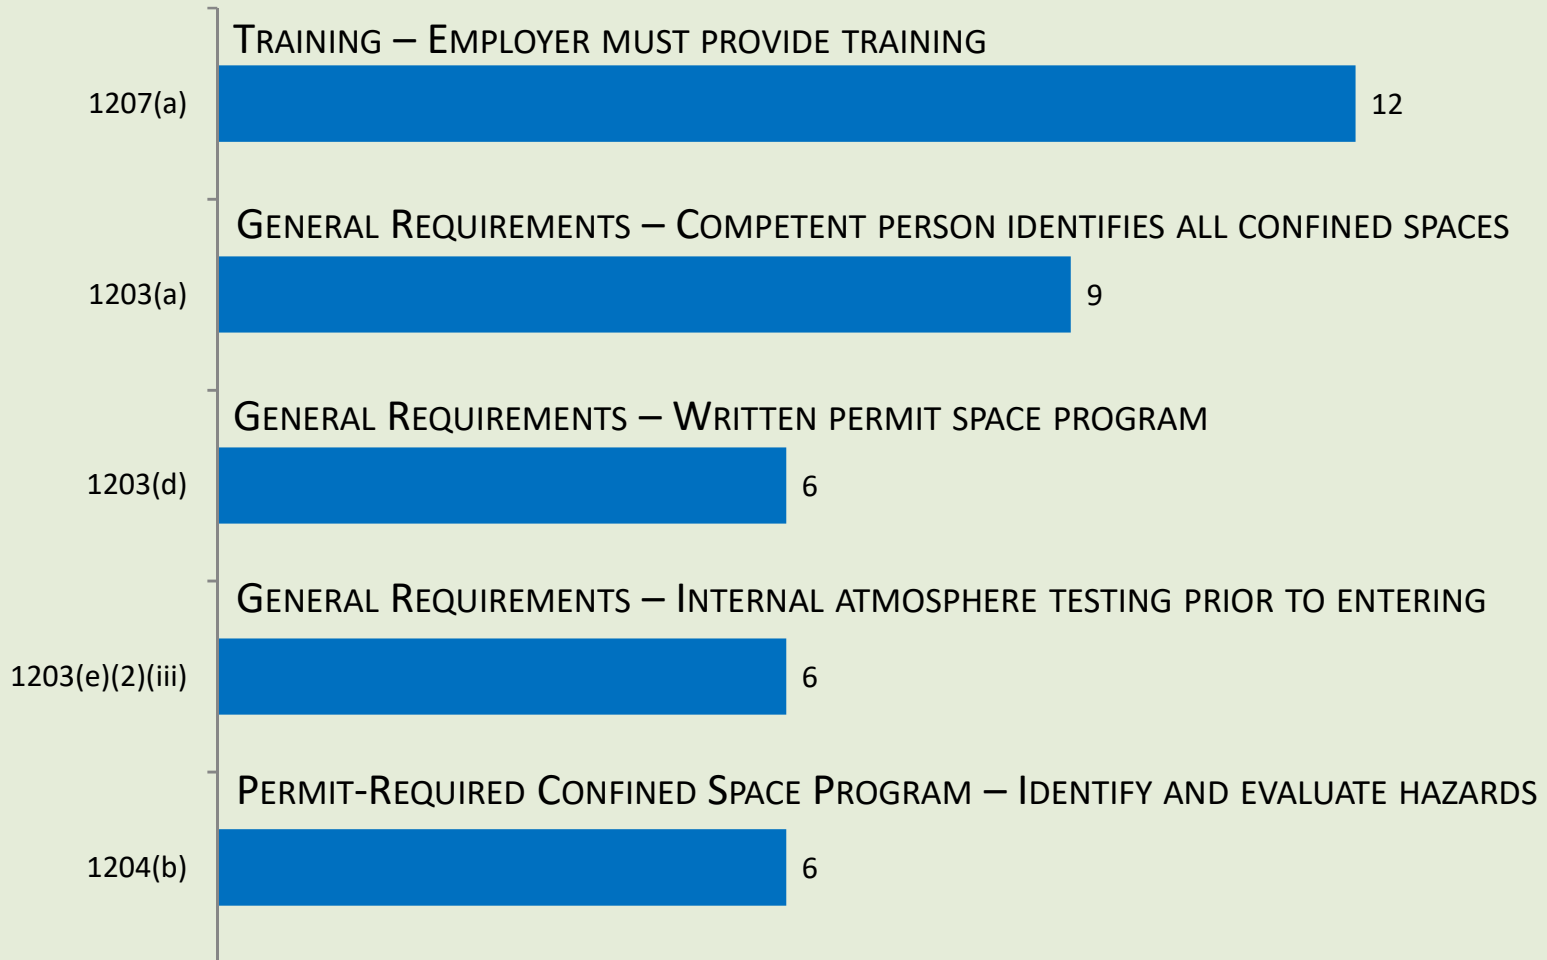 Training – Employer must provide training
1207(a)
12
General Requirements – Competent person identifies all confined spaces
1203(a)
9
General Requirements – Written permit space program
1203(d)
6
General Requirements – Internal atmosphere testing prior to entering
1203(e)(2)(iii)
6
Permit-Required Confined Space Program – Identify and evaluate hazards
1204(b)
6